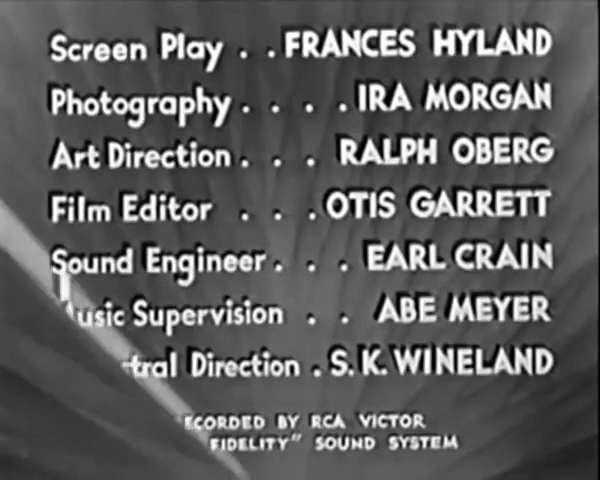 Screen Play . . FRANCES HYLAND
Photography . . . . IRA MORGAN
Art Direction . . . RALPH OBERG
Film Editor . . . OTIS GARRETT
Sound Engineer . . . EARL CRAIN
Music Supervision . . ABE MEYER
tral Direction . S. K. WINELAND
ECORDED BY RCA VICTOR
FIDELITY" SOUND SYSTEM